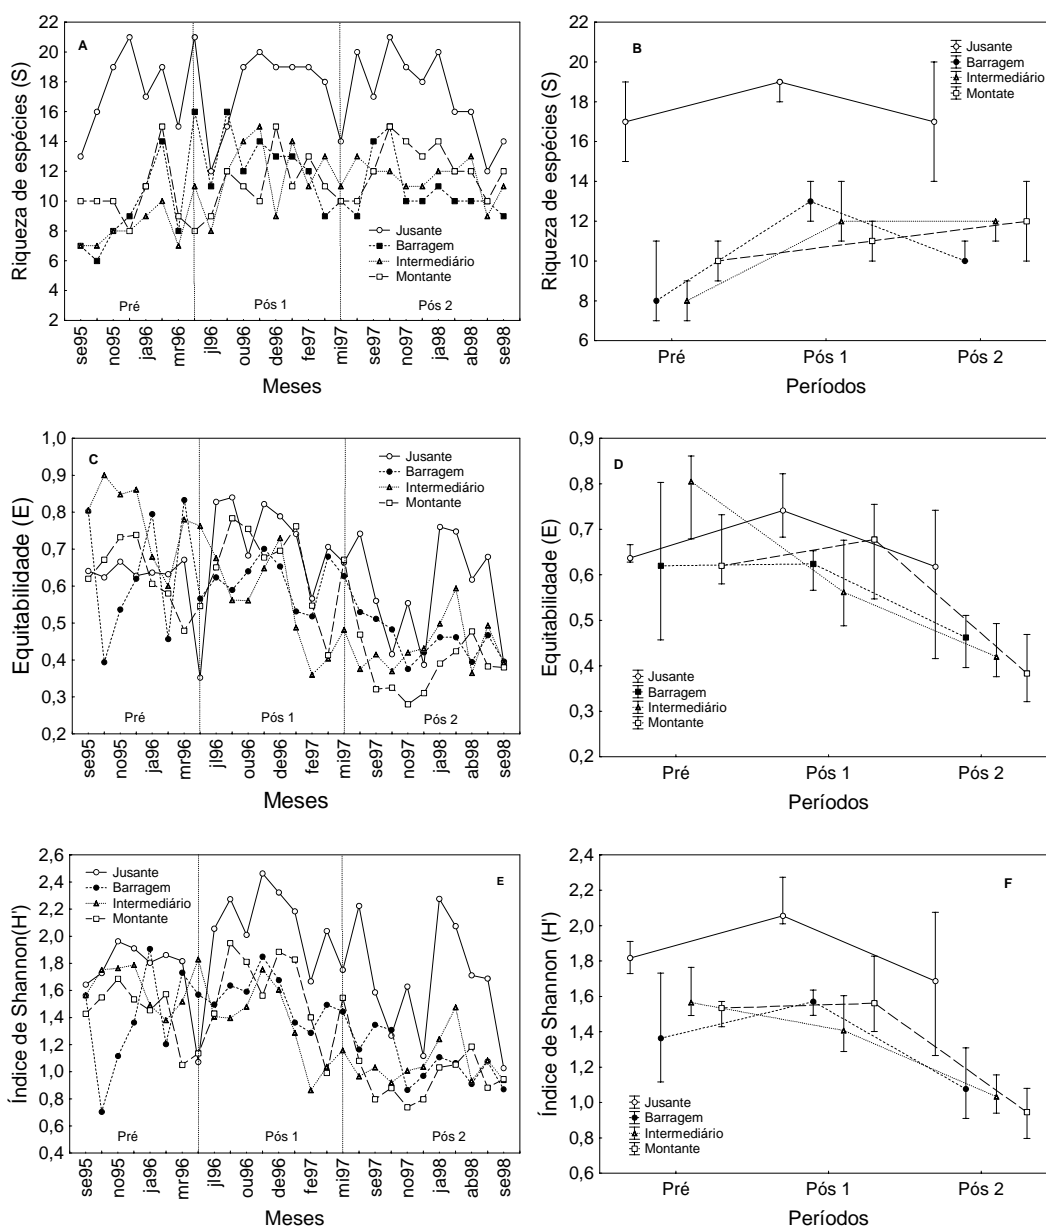 A
Riqueza de espécies (S)
22
20
18
16
14
12
10
8
6
4
2
Jusante
Barragem
Intermediário
Montante
Pré
Pós 1
Pós 2
se95
no95
ja96
mr96
jl96
ou96
de96
fe97
mi97
se97
no97
ja98
ab98
se98
Meses
B
Riqueza de espécies (S)
22
20
18
16
14
12
10
8
6
Jusante
Barragem
Intermediário
Montate
Pré
Pós 1
Pós 2
Períodos
C
Equitabilidade (E)
1,0
0,9
0,8
0,7
0,6
0,5
0,4
0,3
0,2
Jusante
Barragem
Intermediário
Montante
Pré
Pós 1
Pós 2
se95
no95
ja96
mr96
jl96
ou96
de96
fe97
mi97
se97
no97
ja98
ab98
se98
Meses
D
Equitabilidade (E)
0,9
0,8
0,7
0,6
0,5
0,4
0,3
0,2
Jusante
Barragem
Intermediário
Montante
Pré
Pós 1
Pós 2
Períodos
E
Índice de Shannon(H')
2,6
2,4
2,2
2,0
1,8
1,6
1,4
1,2
1,0
0,8
0,6
0,4
Jusante
Barragem
Intermediário
Montante
Pré
Pós 1
Pós 2
se95
no95
ja96
mr96
jl96
ou96
de96
fe97
mi97
se97
no97
ja98
ab98
se98
Meses
F
Índice de Shannon (H')
2,4
2,2
2,0
1,8
1,6
1,4
1,2
1,0
0,8
0,6
Jusante
Barragem
Intermediário
Montante
Pré
Pós 1
Pós 2
Períodos